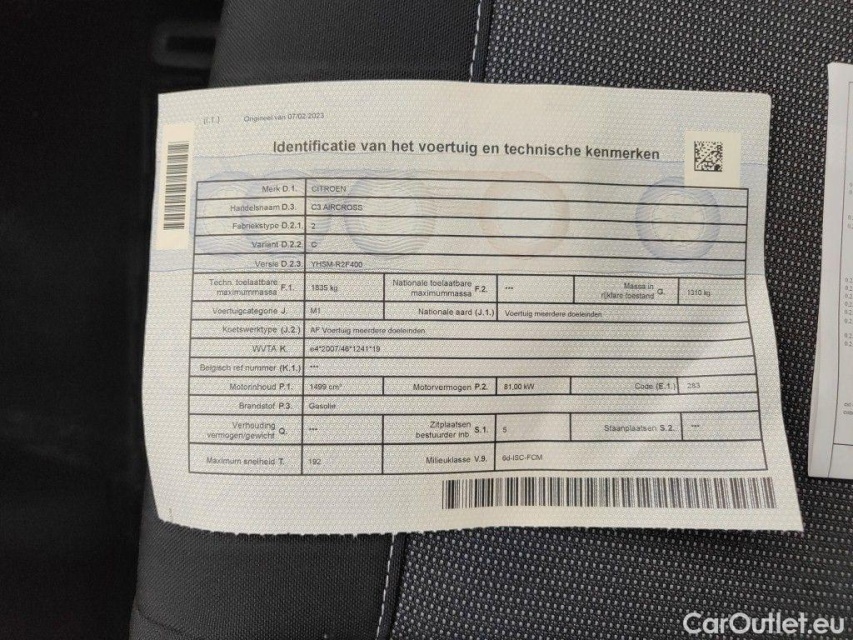 (I.1.) Origineel van 07/02/2023
Identificatie van het voertuig en technische kenmerken
Merk D.1. CITROEN
Handelsnaam D.3. C3 AIRCROSS
Fabriekstype D.2.1 2
Variant D.2.2 C
Versie D.2.3. YHSM-R2F400
Techn. toelaatbare maximummassa F.1. 1835 kg Nationale toelaatbare maximummassa F.2. *** Massa in rijklare toestand G. 1310 kg
Voertuigcategorie J. M1 Nationale aard (J.1.) Voertuig meerdere doeleinden
Koetswerktype (J.2.) AF Voertuig meerdere doeleinden
WVTA K. e4*2007/46*1241*19
Belgisch ref nummer (K.1.) ***
Motorinhoud P.1. 1499 cm³ Motorvermogen P.2. 81,00 kW Code (E.1.) 283
Brandstof P.3. Gasolie
Verhouding vermogen/gewicht Q. *** Zitplaatsen bestuurder inb. S.1. 5 Staanplaatsen S.2. ***
Maximum snelheid T. 192 Milieuklasse V.9. 6d-ISC-FCM
CarOutlet.eu